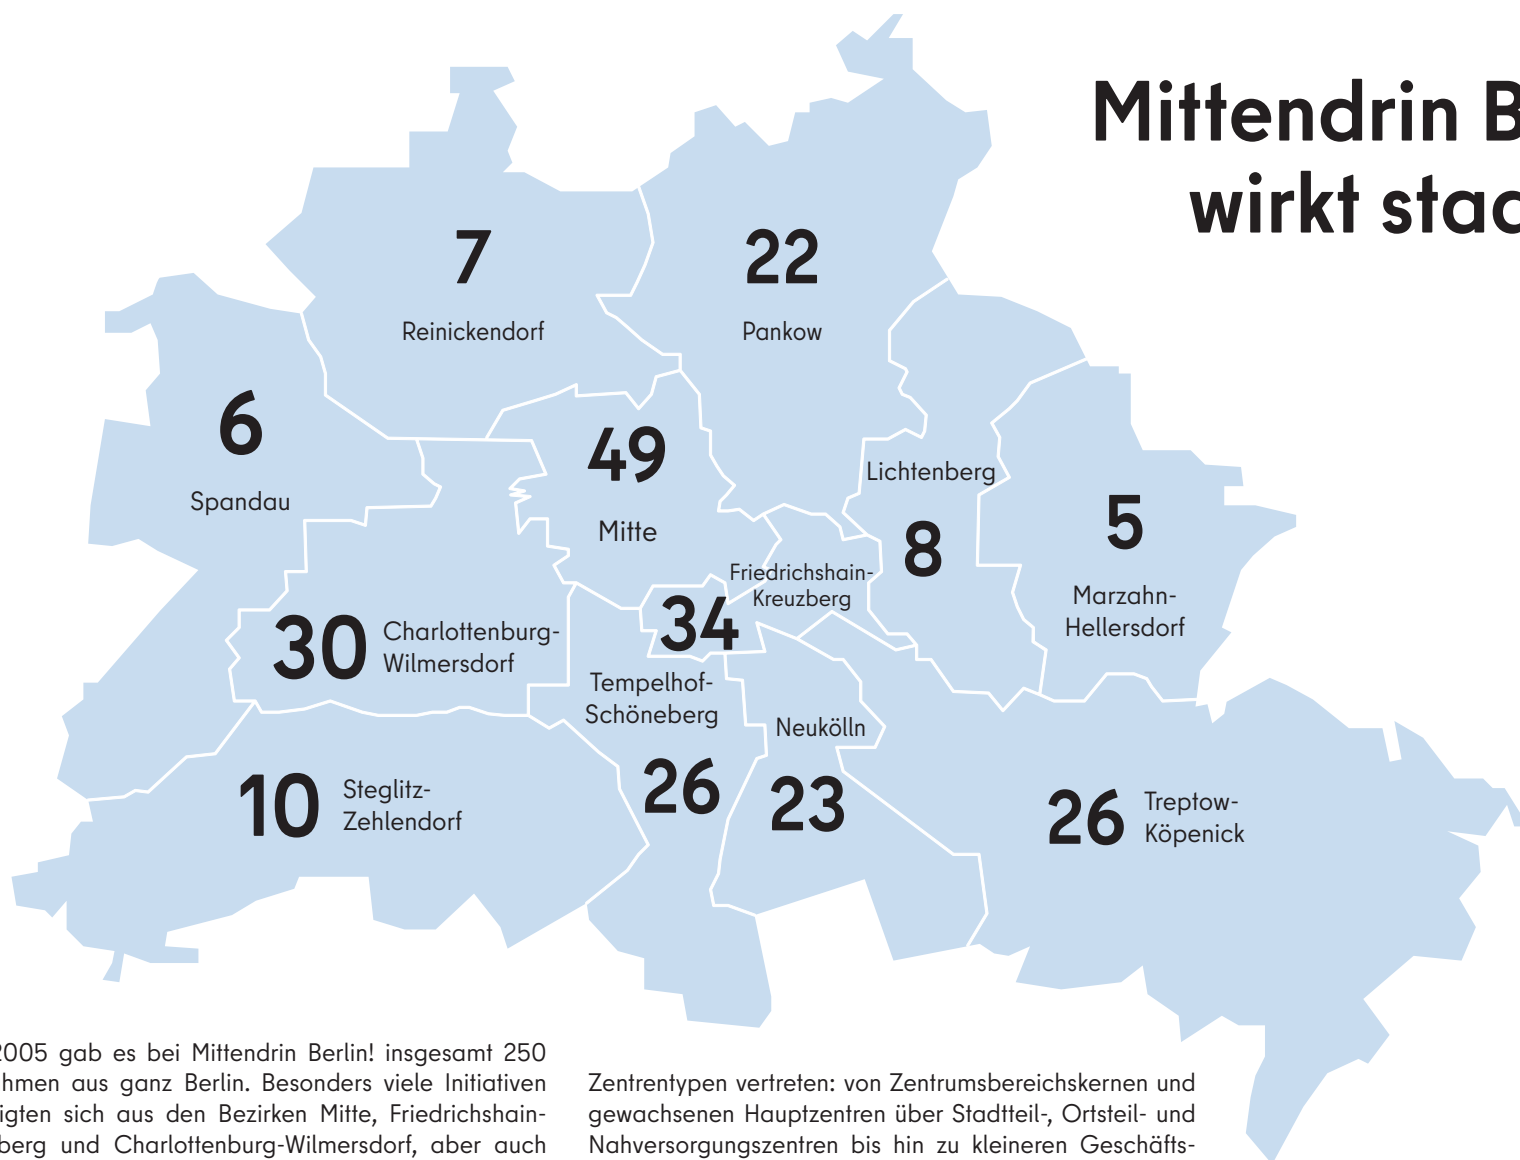 Mittendrin B
wirkt stad
7
Reinickendorf
22
Pankow
6
Spandau
49
Mitte
Lichtenberg
8
5
Marzahn-
Hellersdorf
Friedrichshain-
Kreuzberg
34
30
Charlottenburg-
Wilmersdorf
Tempelhof-
Schöneberg
26
Neukölln
23
10
Steglitz-
Zehlendorf
26
Treptow-
Köpenick
2005 gab es bei Mittendrin Berlin! insgesamt 250
hmen aus ganz Berlin. Besonders viele Initiativen
igten sich aus den Bezirken Mitte, Friedrichshain-
berg und Charlottenburg-Wilmersdorf, aber auch
Zentrentypen vertreten: von Zentrumsbereichskernen und
gewachsenen Hauptzentren über Stadtteil-, Ortsteil- und
Nahversorgungszentren bis hin zu kleineren Geschäfts-